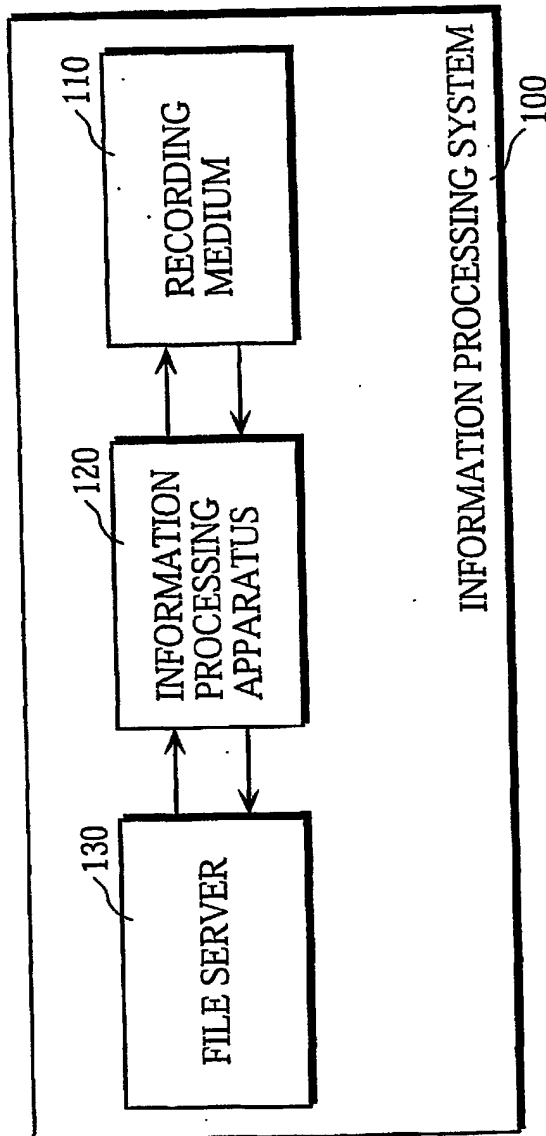 130
FILE SERVER
120
INFORMATION
PROCESSING
APPARATUS
110
RECORDING
MEDIUM
INFORMATION PROCESSING SYSTEM
100